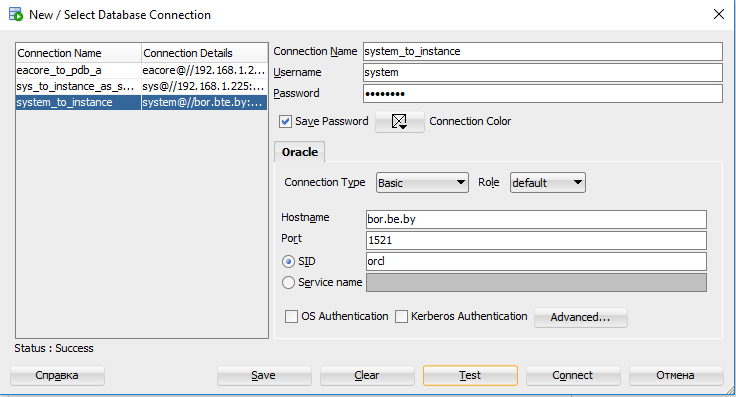 New / Select Database Connection
Connection Name Connection Details
eacore_to_pdb_a eacore@//192.168.1.2...
sys_to_instance_as_s... sys@//192.168.1.225:...
system_to_instance system@//bor.bte.by:...
Connection Name system_to_instance
Username system
Password ••••••••
Save Password Connection Color
Oracle
Connection Type Basic Role default
Hostname bor.be.by
Port 1521
SID orcl
Service name
OS Authentication Kerberos Authentication Advanced...
Status : Success
Справка Save Clear Test Connect Отмена